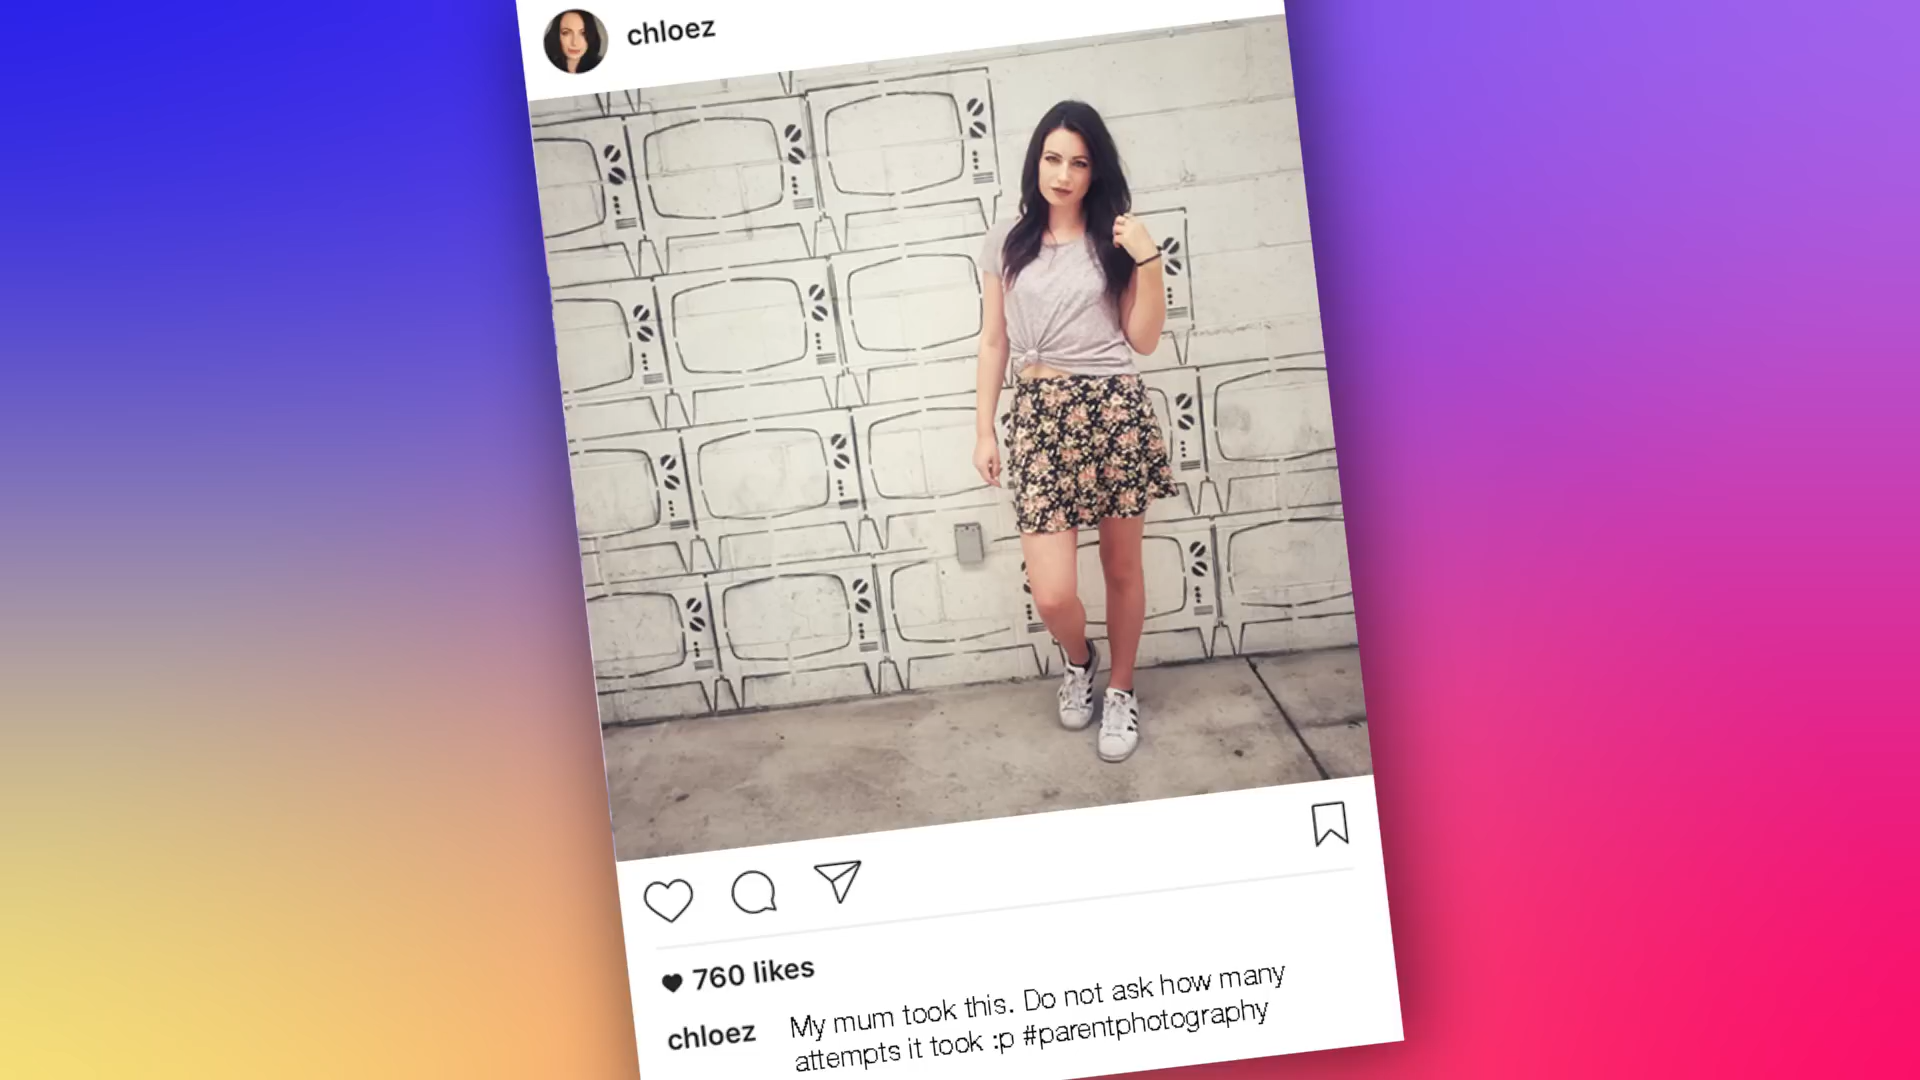 chloez
760 likes
chloez My mum took this. Do not ask how many
attempts it took :p #parentphotography